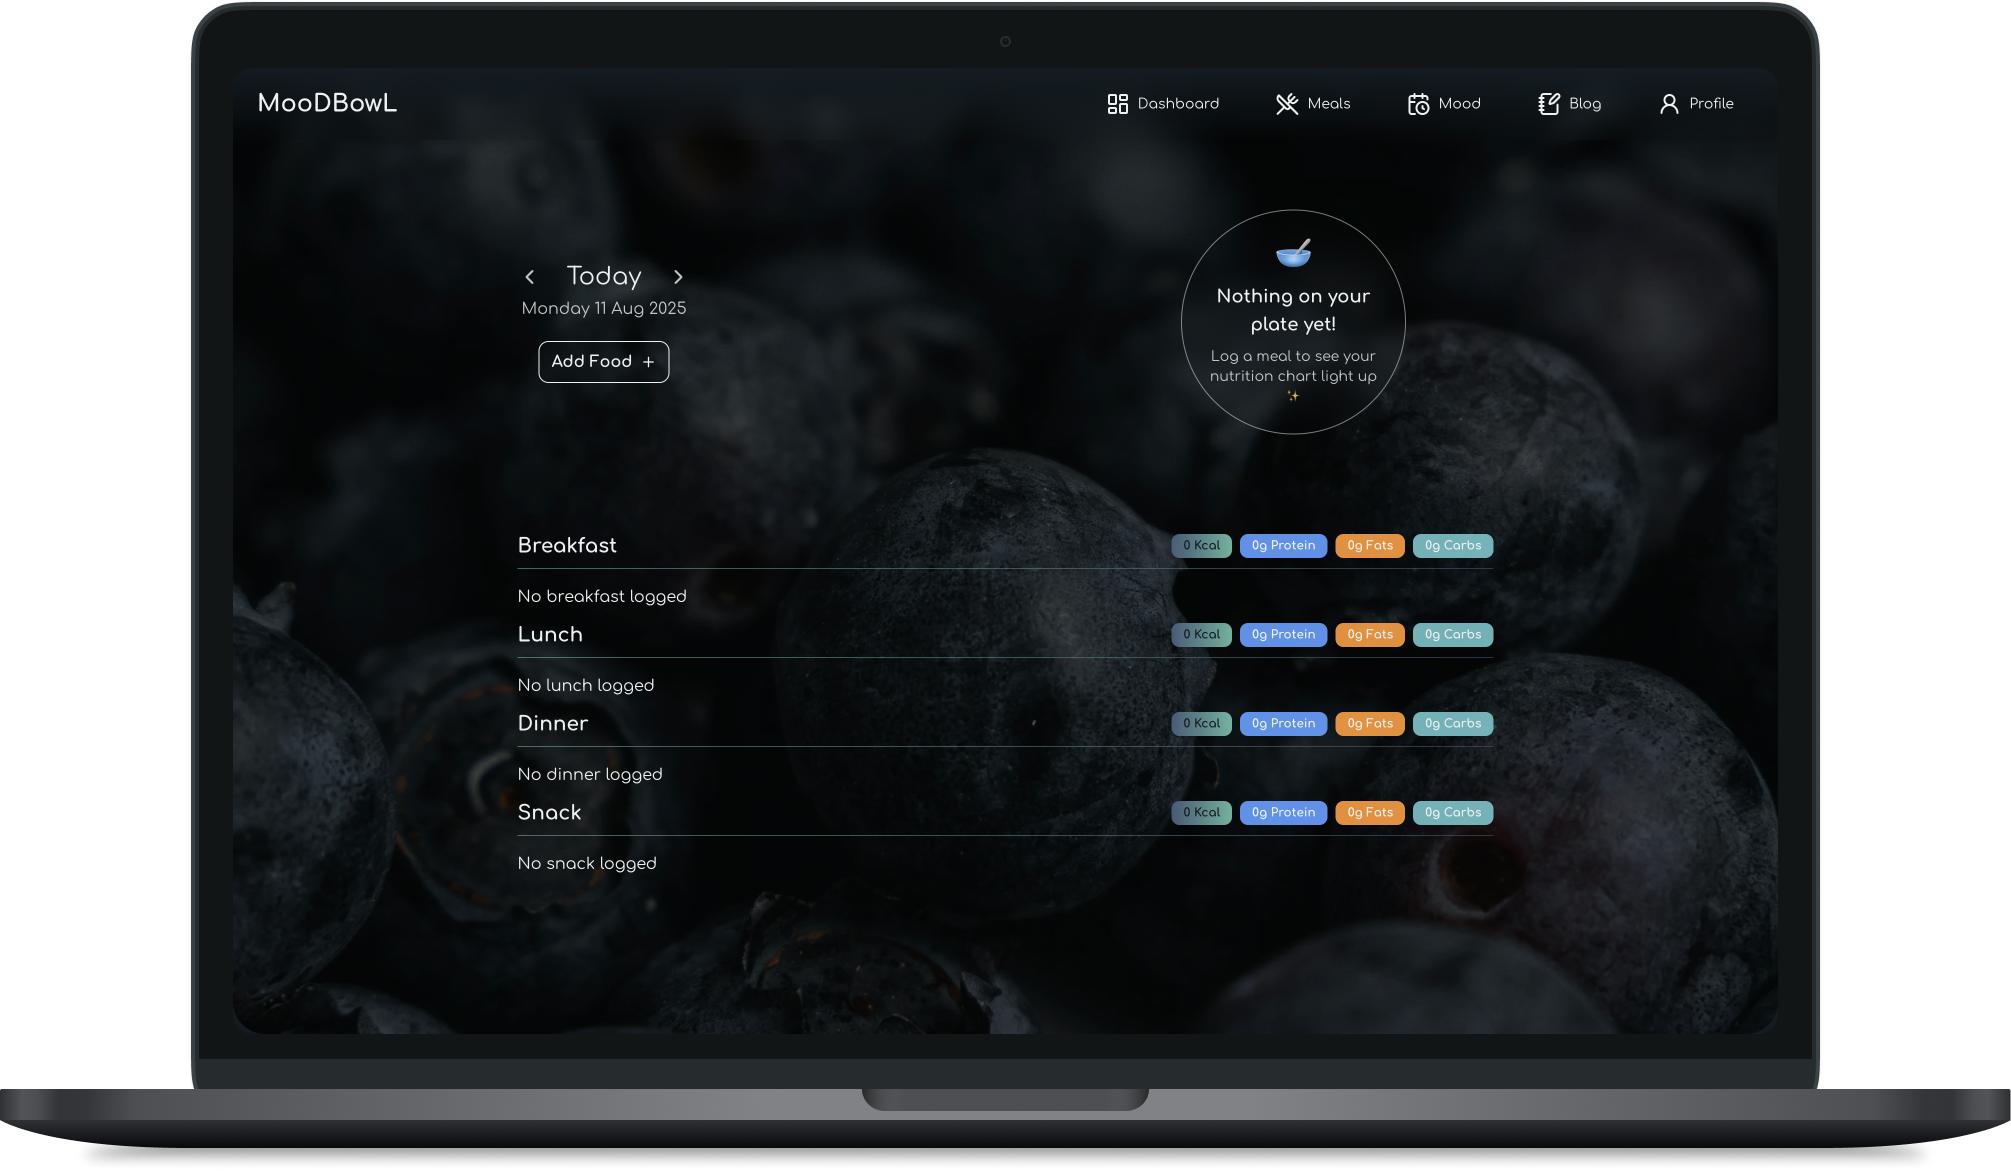 MooDBowL
Dashboard
Meals
Mood
Blog
Profile
Today
Monday 11 Aug 2025
Add Food +
Nothing on your
plate yet!
Log a meal to see your
nutrition chart light up
✨
Breakfast
0 Kcal
0g Protein
0g Fats
0g Carbs
No breakfast logged
Lunch
0 Kcal
0g Protein
0g Fats
0g Carbs
No lunch logged
Dinner
0 Kcal
0g Protein
0g Fats
0g Carbs
No dinner logged
Snack
0 Kcal
0g Protein
0g Fats
0g Carbs
No snack logged